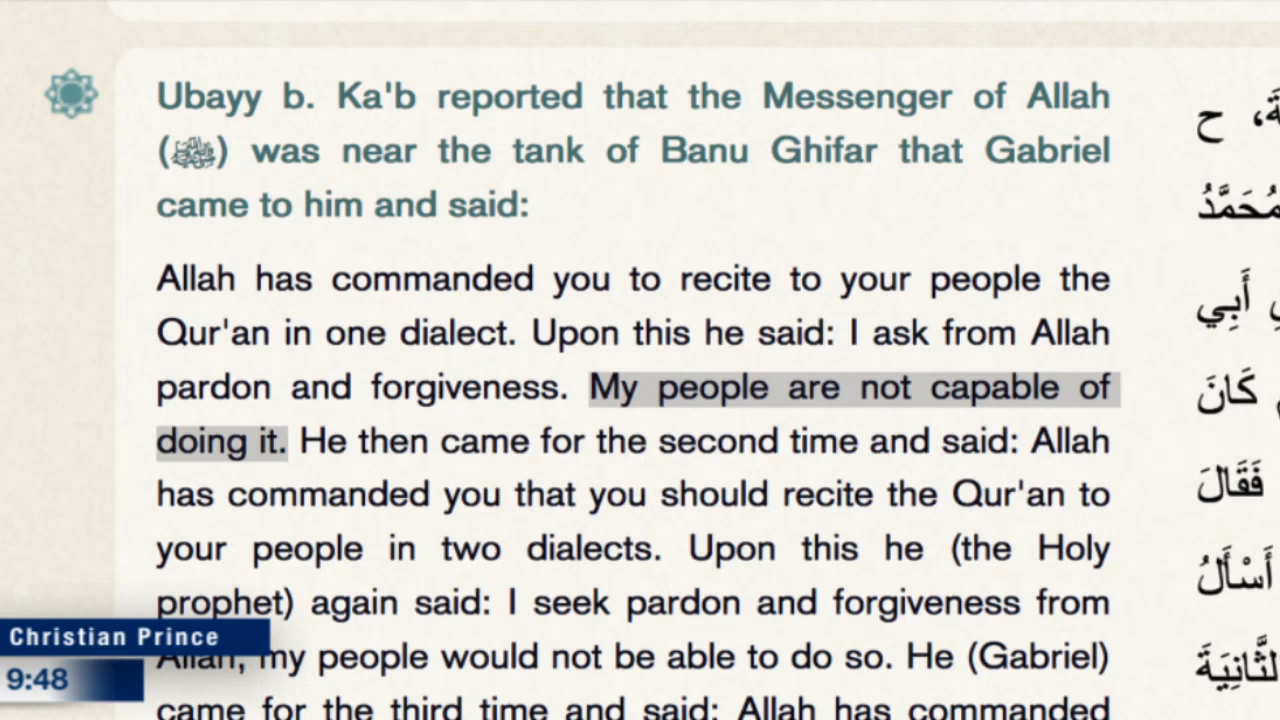 Ubayy b. Ka'b reported that the Messenger of Allah
(ﷺ) was near the tank of Banu Ghifar that Gabriel
came to him and said:
Allah has commanded you to recite to your people the
Qur'an in one dialect. Upon this he said: I ask from Allah
pardon and forgiveness. My people are not capable of
doing it. He then came for the second time and said: Allah
has commanded you that you should recite the Qur'an to
your people in two dialects. Upon this he (the Holy
prophet) again said: I seek pardon and forgiveness from
Allah, my people would not be able to do so. He (Gabriel)
came for the third time and said: Allah has commanded
ح
مُحَمَّدُ
أَبِي
كَانَ
فَقَالَ
أَسْأَلُ
الثَّانِيَةَ
Christian Prince
9:48